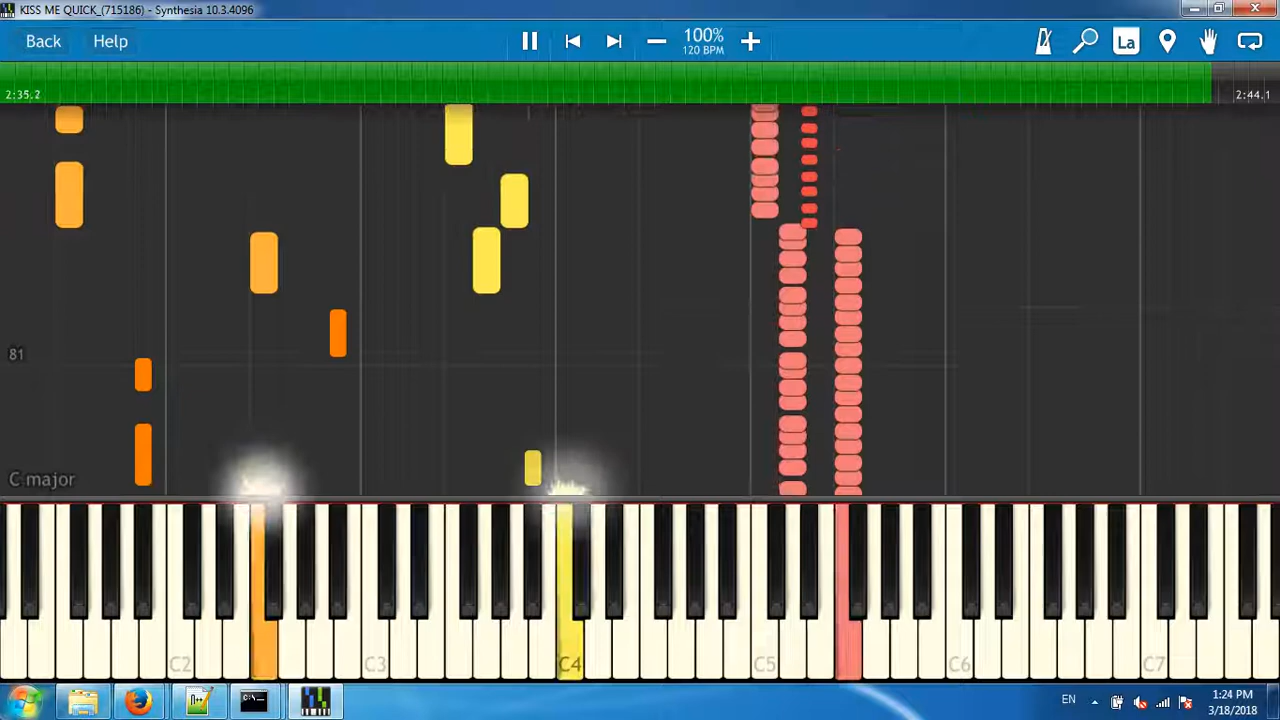 KISS ME QUICK_(715186) - Synthesia 10.3.4096
Back Help 100% La
120 BPM
2:35.2 2:44.1
81
C major
C2 C3 C4 C5 C6 C7
EN 1:24 PM
3/18/2018